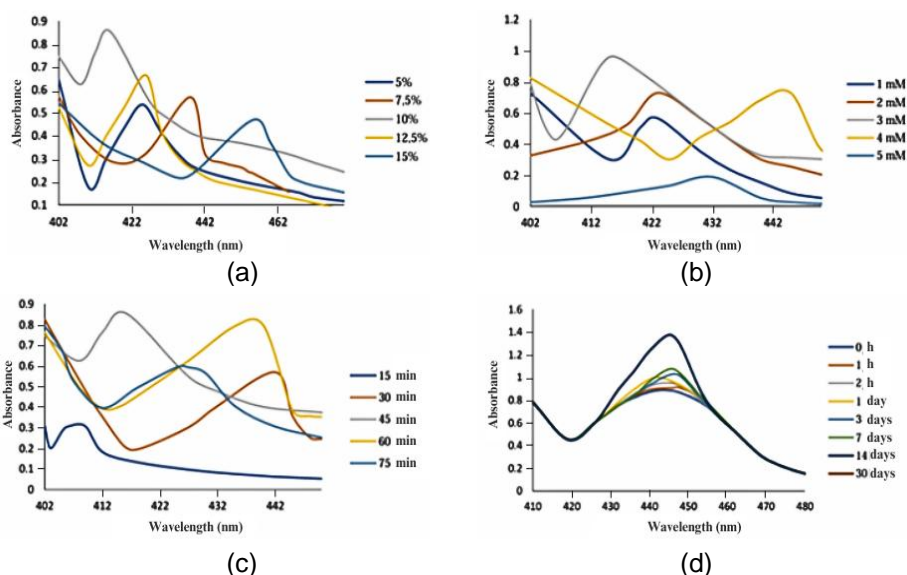 0.9
0.8
0.7
0.6
0.5
0.4
0.3
0.2
0.1
402
422
442
462
Absorbance
Wavelength (nm)
5%
7,5%
10%
12,5%
15%
(a)
1.2
1
0.8
0.6
0.4
0.2
0
402
412
422
432
442
Absorbance
Wavelength (nm)
1 mM
2 mM
3 mM
4 mM
5 mM
(b)
0.9
0.8
0.7
0.6
0.5
0.4
0.3
0.2
0.1
0
402
412
422
432
442
Absorbance
Wavelength (nm)
15 min
30 min
45 min
60 min
75 min
(c)
1.6
1.4
1.2
1
0.8
0.6
0.4
0.2
0
410
420
430
440
450
460
470
480
Absorbance
Wavelength (nm)
0 h
1 h
2 h
1 day
3 days
7 days
14 days
30 days
(d)